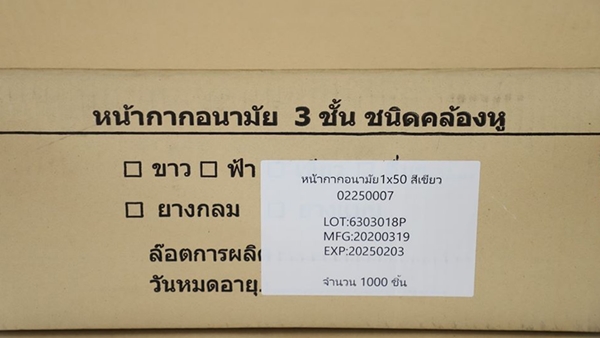 หน้ากากอนามัย 3 ชั้น ชนิดคล้องหู
☐ ขาว ☐ ฟ้า
☐ ยางกลม
ล๊อตการผลิต
วันหมดอายุ.
หน้ากากอนามัย1x50 สีเขียว
02250007
LOT:6303018P
MFG:20200319
EXP:20250203
จำนวน 1000 ชิ้น